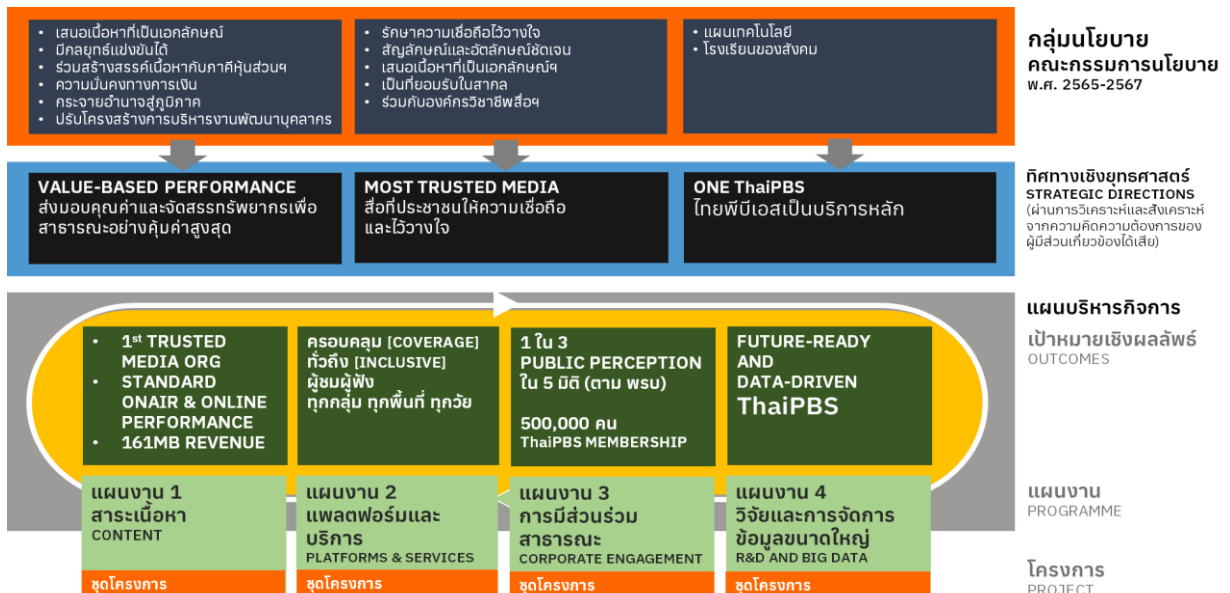 • เสนอเนื้อหาที่เป็นเอกลักษณ์
• มีกลยุทธ์แข่งขันได้
• ร่วมสร้างสรรค์เนื้อหากับภาคีหุ้นส่วนฯ
• ความมั่นคงทางการเงิน
• กระจายอำนาจสู่ภูมิภาค
• ปรับโครงสร้างการบริหารงานพัฒนาบุคลากร
• รักษาความเชื่อถือไว้วางใจ
• สัญลักษณ์และอัตลักษณ์ชัดเจน
• เสนอเนื้อหาที่เป็นเอกลักษณ์ฯ
• เป็นที่ยอมรับในสากล
• ร่วมกับองค์กรวิชาชีพสื่อฯ
• แผนเทคโนโลยี
• โรงเรียนของสังคม
กลุ่มนโยบาย
คณะกรรมการนโยบาย
พ.ศ. 2565-2567
VALUE-BASED PERFORMANCE
ส่งมอบคุณค่าและจัดสรรทรัพยากรเพื่อ
สาธารณะอย่างคุ้มค่าสูงสุด
MOST TRUSTED MEDIA
สื่อที่ประชาชนให้ความเชื่อถือ
และไว้วางใจ
ONE ThaiPBS
ไทยพีบีเอสเป็นบริการหลัก
ทิศทางเชิงยุทธศาสตร์
STRATEGIC DIRECTIONS
(ผ่านการวิเคราะห์และสังเคราะห์
จากความคิดความต้องการของ
ผู้มีส่วนเกี่ยวข้องได้เสีย)
แผนบริหารกิจการ
เป้าหมายเชิงผลลัพธ์
OUTCOMES
• 1st TRUSTED
MEDIA ORG
• STANDARD
ONAIR & ONLINE
PERFORMANCE
• 161MB REVENUE
ครอบคลุม [COVERAGE]
ทั่วถึง [INCLUSIVE]
ผู้ชมผู้ฟัง
ทุกกลุ่ม ทุกพื้นที่ ทุกวัย
1 ใน 3
PUBLIC PERCEPTION
ใน 5 มิติ (ตาม พรบ)
500,000 คน
ThaiPBS MEMBERSHIP
FUTURE-READY
AND
DATA-DRIVEN
ThaiPBS
แผนงาน 1
สาระเนื้อหา
CONTENT
แผนงาน 2
แพลตฟอร์มและ
บริการ
PLATFORMS & SERVICES
แผนงาน 3
การมีส่วนร่วม
สาธารณะ
CORPORATE ENGAGEMENT
แผนงาน 4
วิจัยและการจัดการ
ข้อมูลขนาดใหญ่
R&D AND BIG DATA
แผนงาน
PROGRAMME
ชุดโครงการ
ชุดโครงการ
ชุดโครงการ
ชุดโครงการ
โครงการ
PROJECT